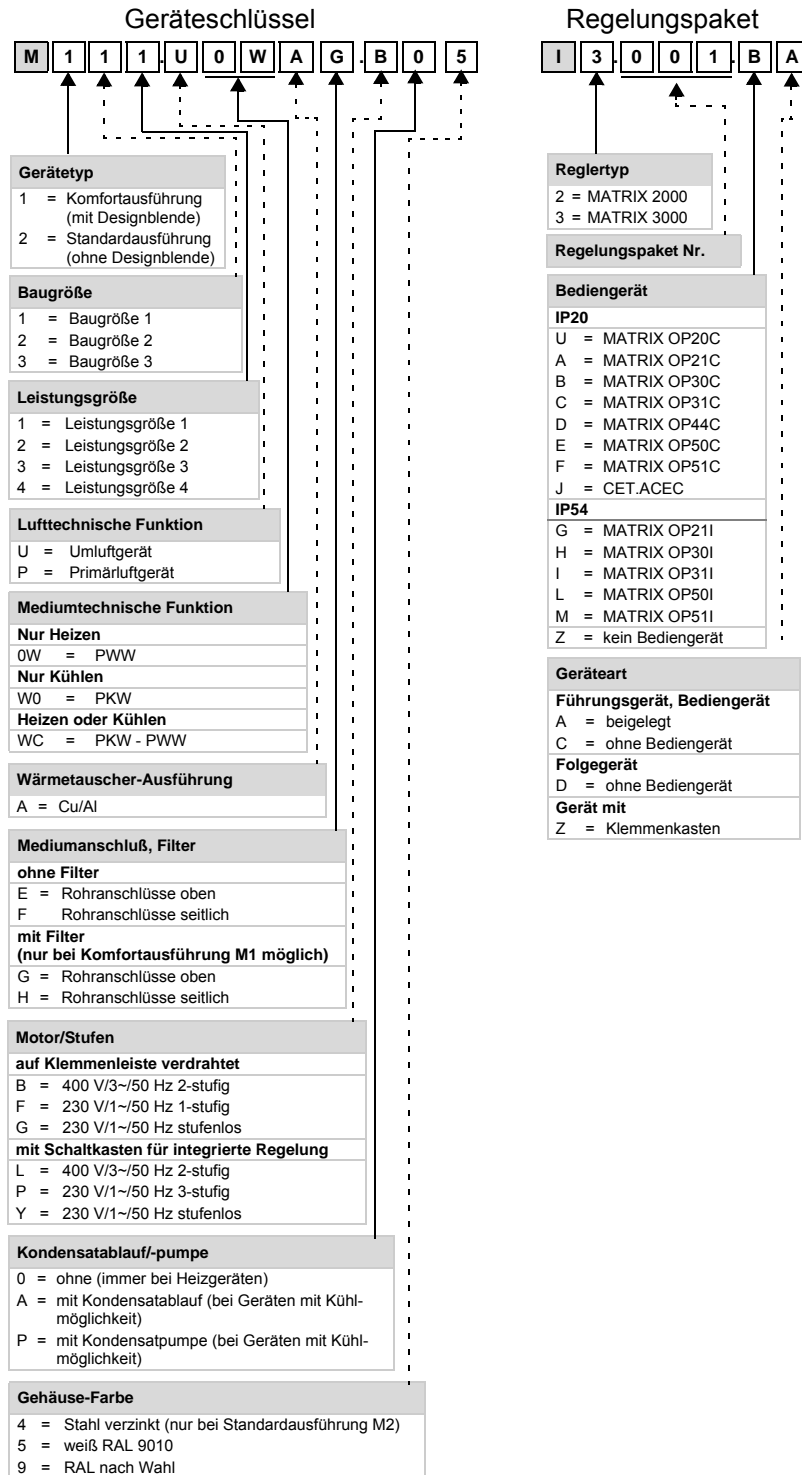 Geräteschlüssel
M 1 1 1.U 0 W A G.B 0 5
Gerätetyp
1 = Komfortausführung
(mit Designblende)
2 = Standardausführung
(ohne Designblende)
Baugröße
1 = Baugröße 1
2 = Baugröße 2
3 = Baugröße 3
Leistungsgröße
1 = Leistungsgröße 1
2 = Leistungsgröße 2
3 = Leistungsgröße 3
4 = Leistungsgröße 4
Lufttechnische Funktion
U = Umluftgerät
P = Primärluftgerät
Mediumtechnische Funktion
Nur Heizen
0W = PWW
Nur Kühlen
W0 = PKW
Heizen oder Kühlen
WC = PKW - PWW
Wärmetauscher-Ausführung
A = Cu/Al
Mediumanschluß, Filter
ohne Filter
E = Rohranschlüsse oben
F Rohranschlüsse seitlich
mit Filter
(nur bei Komfortausführung M1 möglich)
G = Rohranschlüsse oben
H = Rohranschlüsse seitlich
Motor/Stufen
auf Klemmenleiste verdrahtet
B = 400 V/3~/50 Hz 2-stufig
F = 230 V/1~/50 Hz 1-stufig
G = 230 V/1~/50 Hz stufenlos
mit Schaltkasten für integrierte Regelung
L = 400 V/3~/50 Hz 2-stufig
P = 230 V/1~/50 Hz 3-stufig
Y = 230 V/1~/50 Hz stufenlos
Kondensatablauf/-pumpe
0 = ohne (immer bei Heizgeräten)
A = mit Kondensatablauf (bei Geräten mit Kühl-
möglichkeit)
P = mit Kondensatpumpe (bei Geräten mit Kühl-
möglichkeit)
Gehäuse-Farbe
4 = Stahl verzinkt (nur bei Standardausführung M2)
5 = weiß RAL 9010
9 = RAL nach Wahl
Regelungspaket
I 3.0 0 1.B A
Reglertyp
2 = MATRIX 2000
3 = MATRIX 3000
Regelungspaket Nr.
Bediengerät
IP20
U = MATRIX OP20C
A = MATRIX OP21C
B = MATRIX OP30C
C = MATRIX OP31C
D = MATRIX OP44C
E = MATRIX OP50C
F = MATRIX OP51C
J = CET.ACEC
IP54
G = MATRIX OP21I
H = MATRIX OP30I
I = MATRIX OP31I
L = MATRIX OP50I
M = MATRIX OP51I
Z = kein Bediengerät
Geräteart
Führungsgerät, Bediengerät
A = beigelegt
C = ohne Bediengerät
Folgegerät
D = ohne Bediengerät
Gerät mit
Z = Klemmenkasten